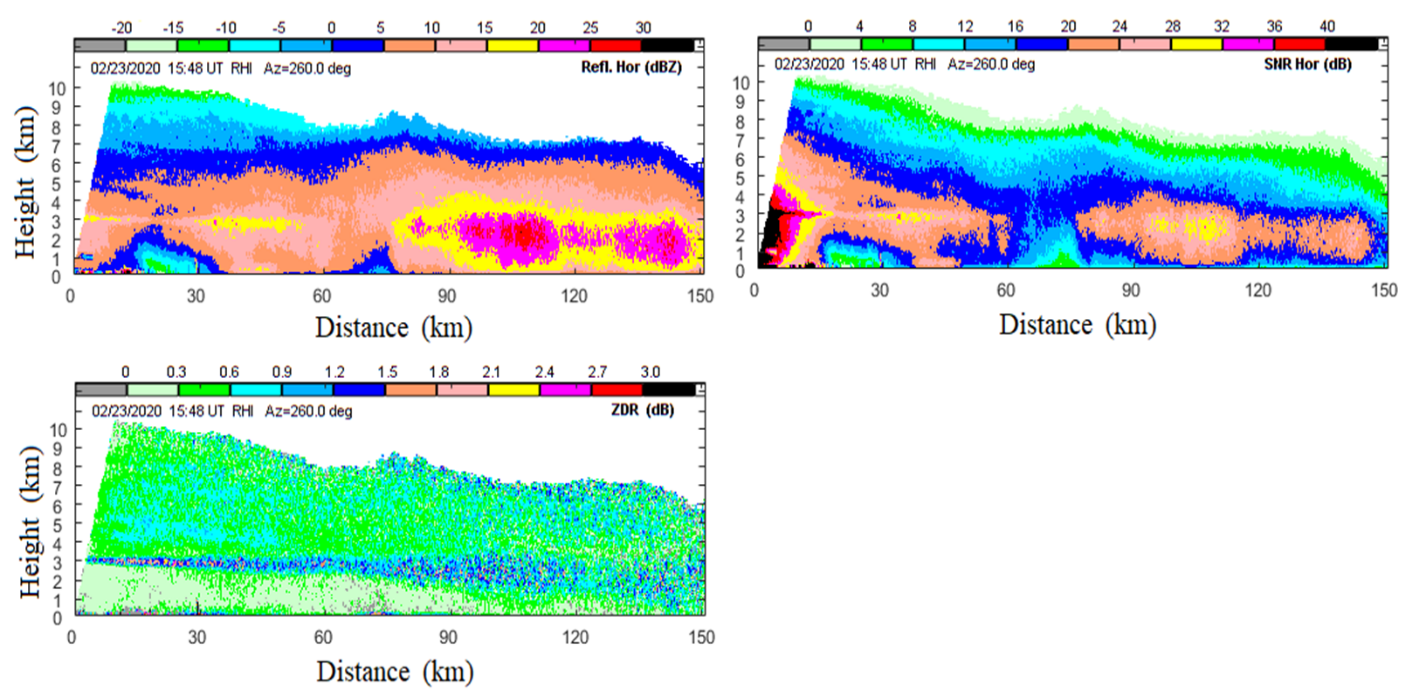 -20 -15 -10 -5 0 5 10 15 20 25 30
02/23/2020 15:48 UT RHI Az=260.0 deg Refl. Hor (dBZ)
10
9
8
7
6
5
4
3
2
1
0
Height (km)
0 30 60 90 120 150
Distance (km)
0 4 8 12 16 20 24 28 32 36 40
02/23/2020 15:48 UT RHI Az=260.0 deg SNR Hor (dB)
10
9
8
7
6
5
4
3
2
1
0
Height (km)
0 30 60 90 120 150
Distance (km)
0 0.3 0.6 0.9 1.2 1.5 1.8 2.1 2.4 2.7 3.0
02/23/2020 15:48 UT RHI Az=260.0 deg ZDR (dB)
10
9
8
7
6
5
4
3
2
1
0
Height (km)
0 30 60 90 120 150
Distance (km)